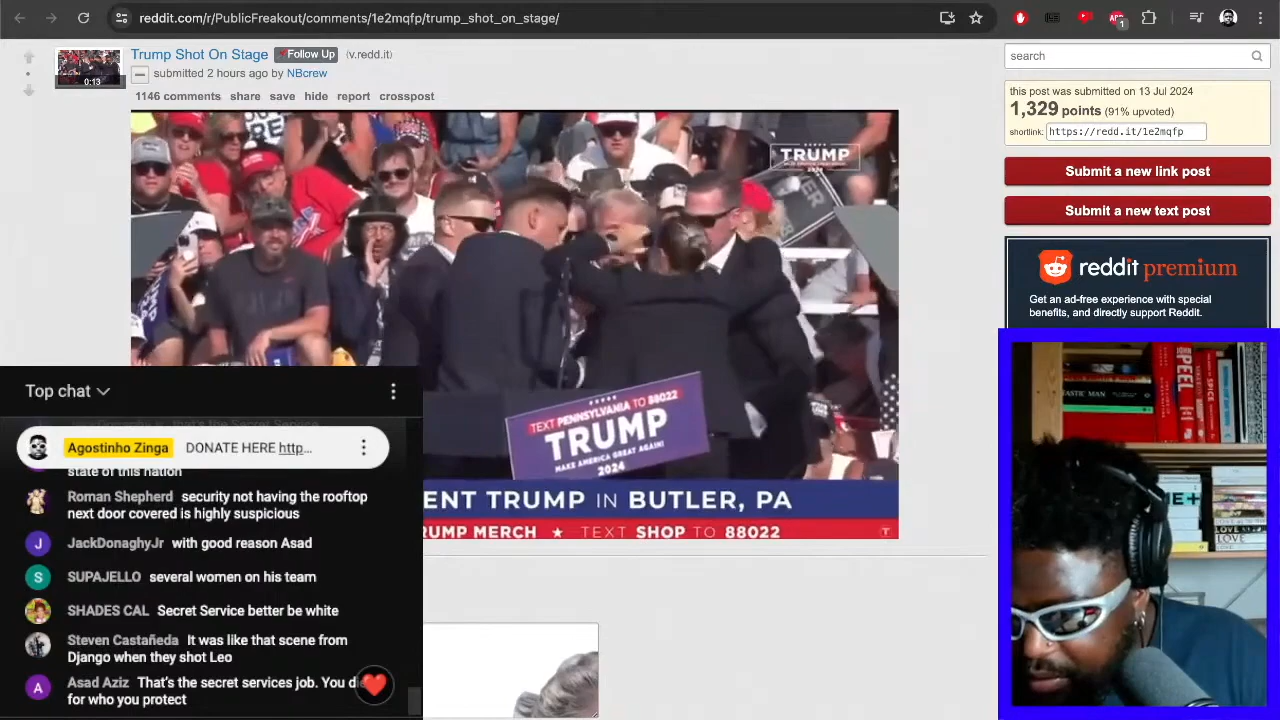 reddit.com/r/PublicFreakout/comments/1e2mqfp/trump_shot_on_stage/
Trump Shot On Stage
Follow Up
(v.redd.it)
submitted 2 hours ago by NBcrew
0:13
1146 comments share save hide report crosspost
TRUMP
TEXT PENNSYLVANIA TO 88022
TRUMP
MAKE AMERICA GREAT AGAIN!
2024
ENT TRUMP IN BUTLER, PA
RUMP MERCH ★ TEXT SHOP TO 88022
search
this post was submitted on 13 Jul 2024
1,329 points (91% upvoted)
shortlink: https://redd.it/1e2mqfp
Submit a new link post
Submit a new text post
reddit premium
Get an ad-free experience with special
benefits, and directly support Reddit.
Top chat
Agostinho Zinga DONATE HERE http...
state of this nation
Roman Shepherd security not having the rooftop
next door covered is highly suspicious
JackDonaghyJr with good reason Asad
SUPAJELLO several women on his team
SHADES CAL Secret Service better be white
Steven Castañeda It was like that scene from
Django when they shot Leo
Asad Aziz That's the secret services job. You
for who you protect